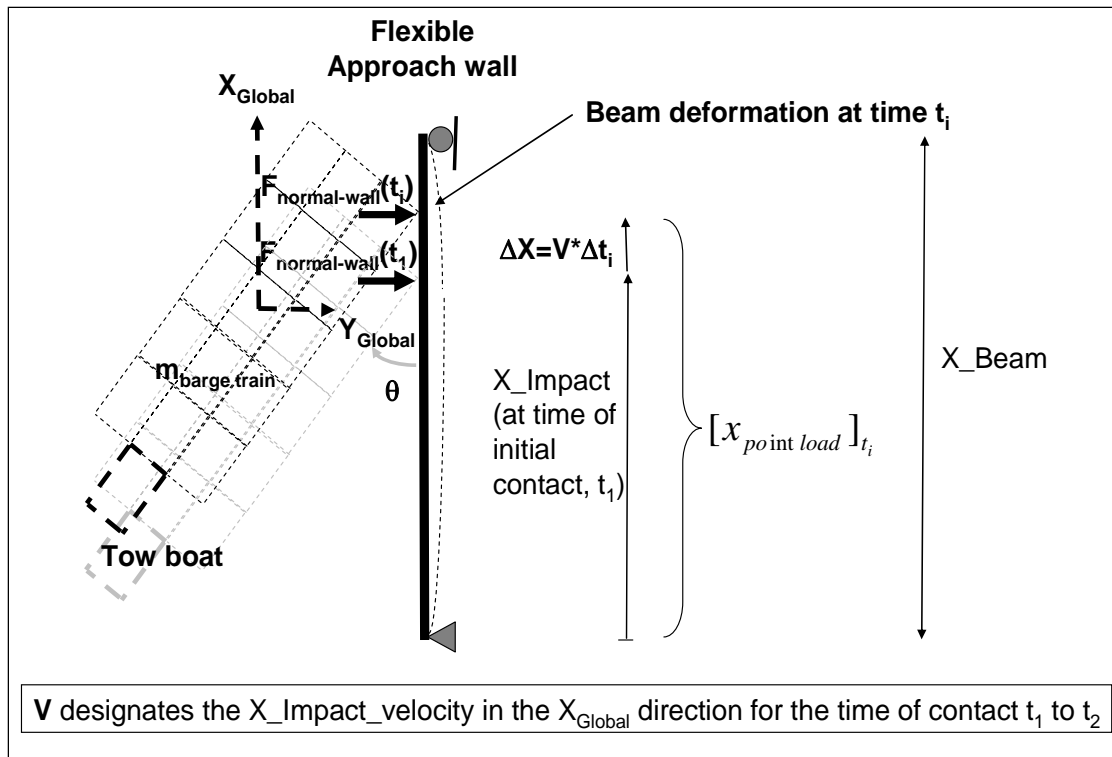 Flexible
Approach wall
X_Global
Beam deformation at time t_i
F_normal-wall(t_i)
F_normal-wall(t_1)
ΔX=V*Δt_i
Y_Global
m_barge,train
θ
X_Impact
(at time of
initial
contact, t_1)
[x_point load]_t_i
X_Beam
Tow boat
V designates the X_Impact_velocity in the X_Global direction for the time of contact t_1 to t_2